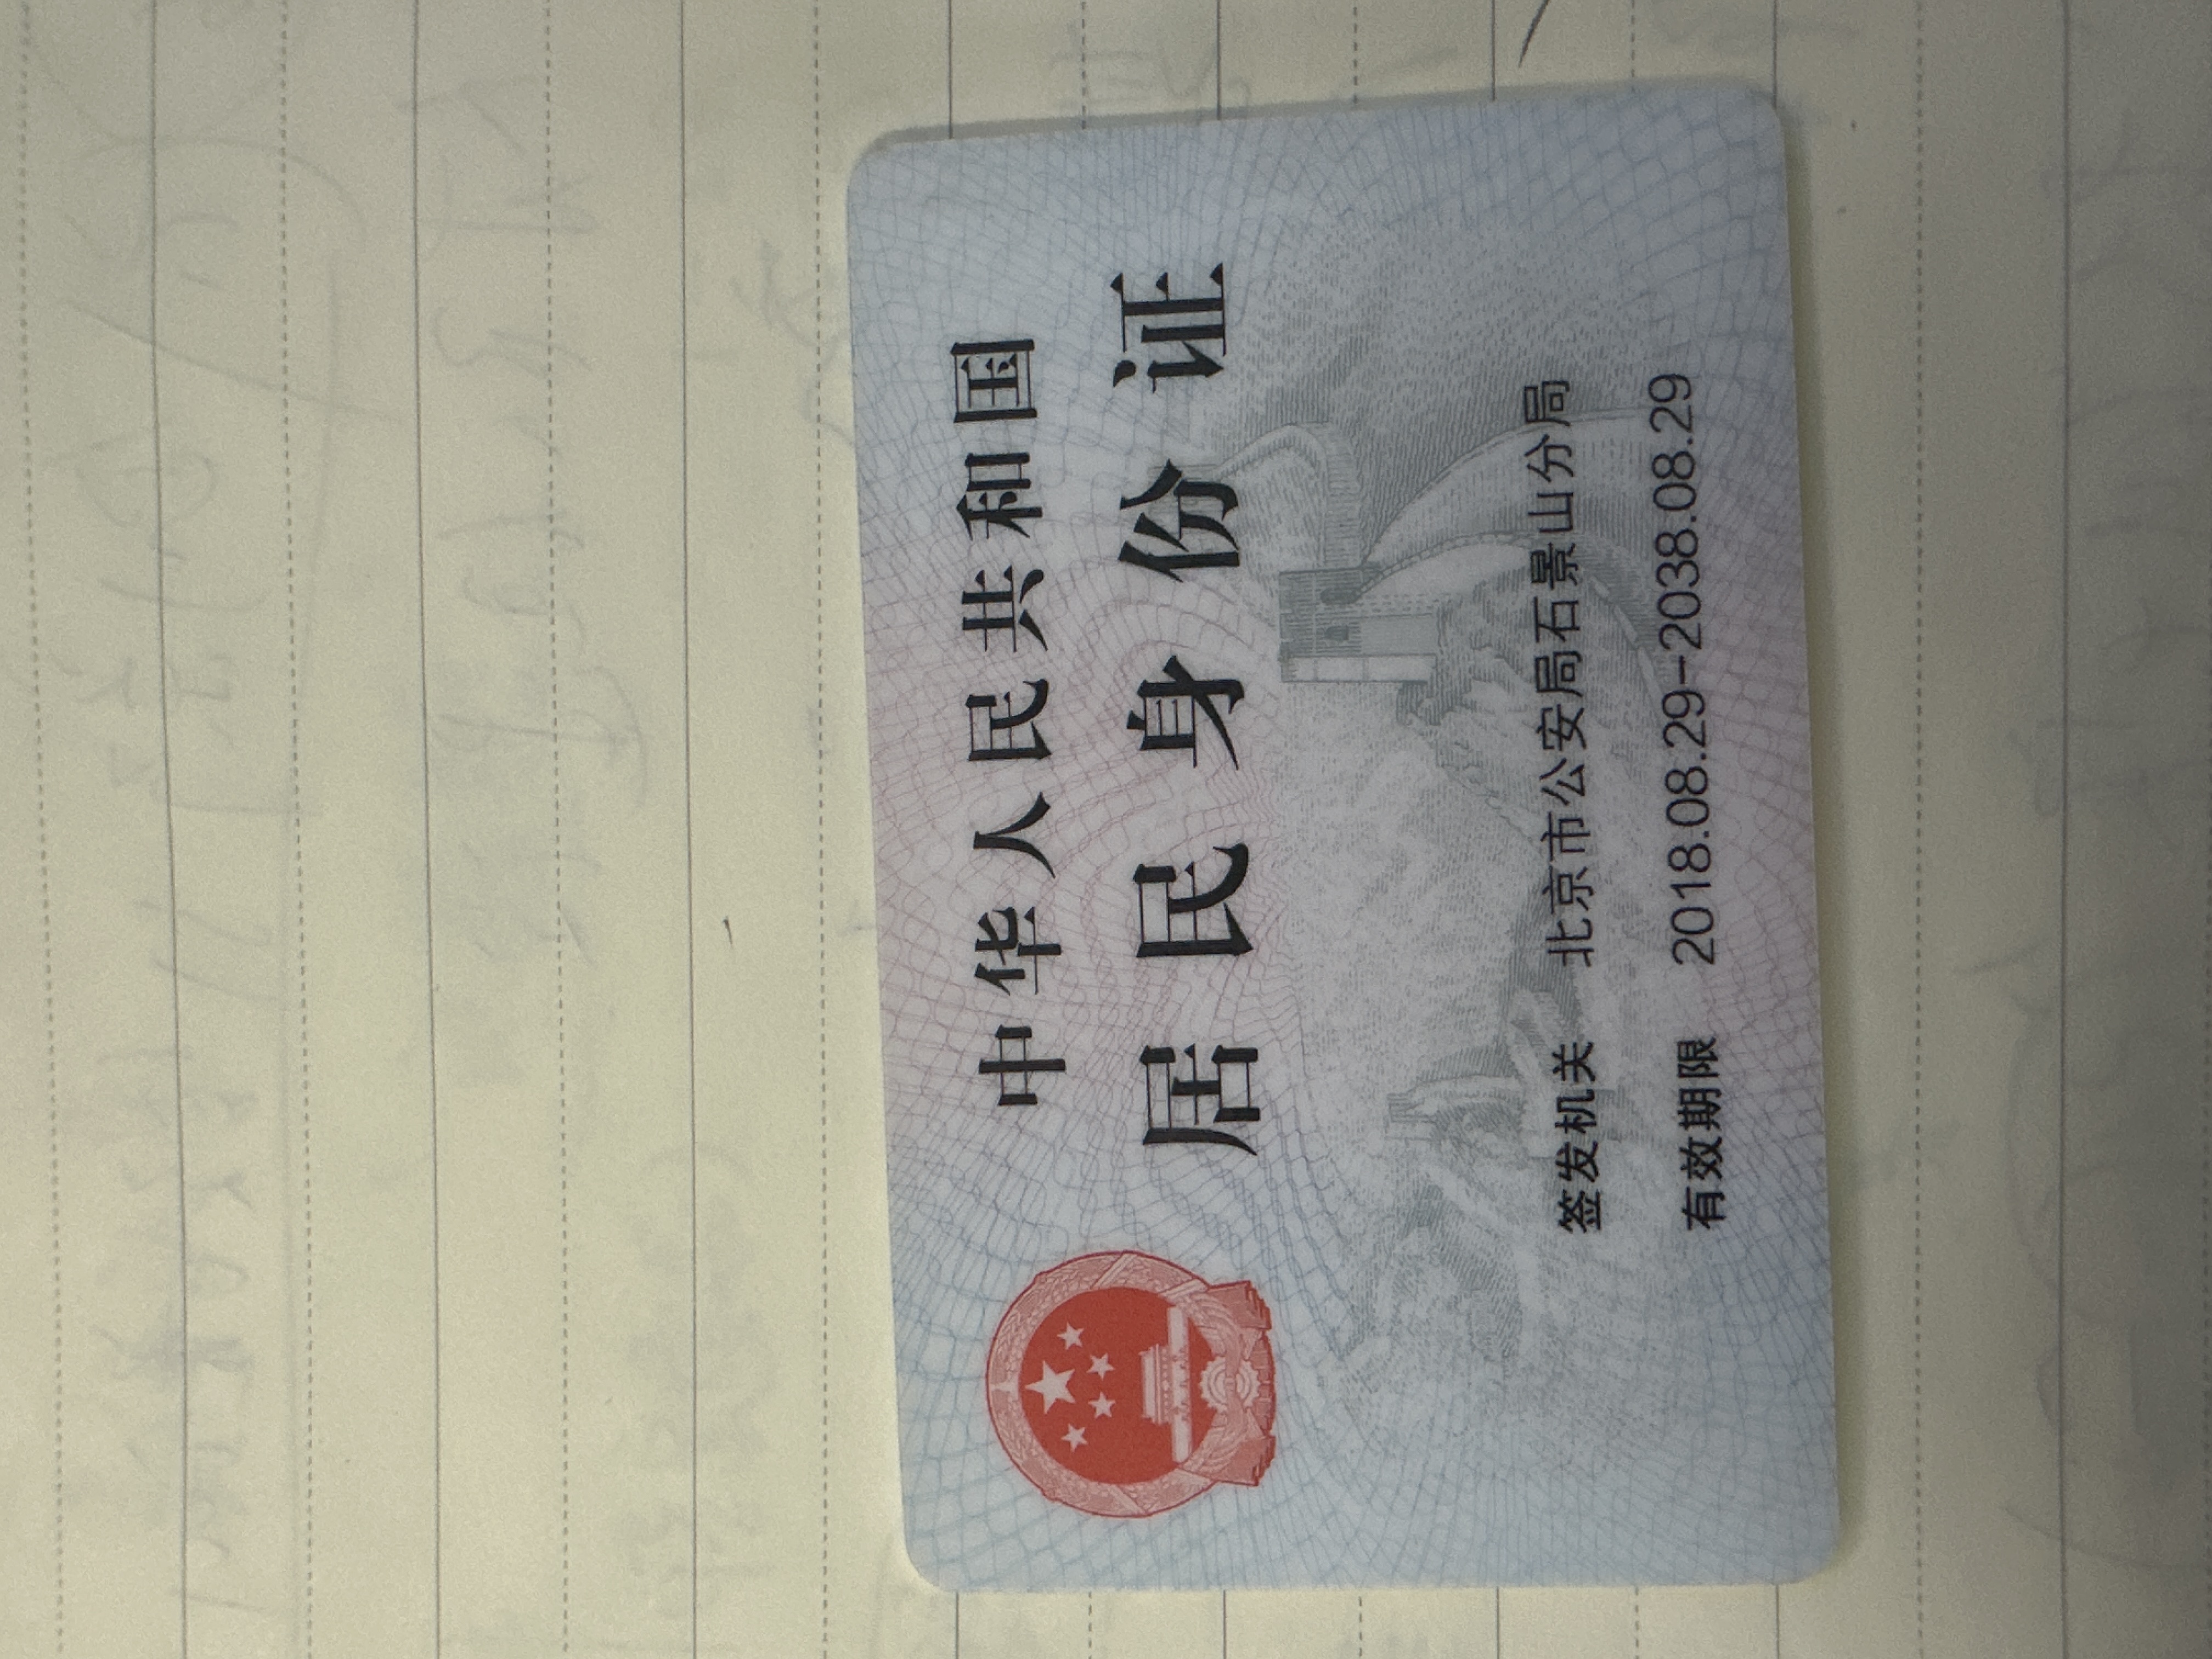 中华人民共和国
居民身份证
签发机关 北京市公安局石景山分局
有效期限 2018.08.29-2038.08.29